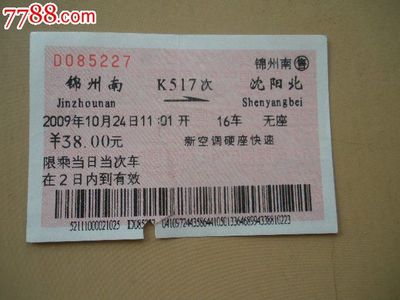 7788.com
D085227
锦州南 售
锦州南 K517次 沈阳北
Jinzhounan Shenyangbei
2009年10月24日11:01开 16车 无座
¥38.00元 新空调硬座快速
限乘当日当次车
在2日内到有效